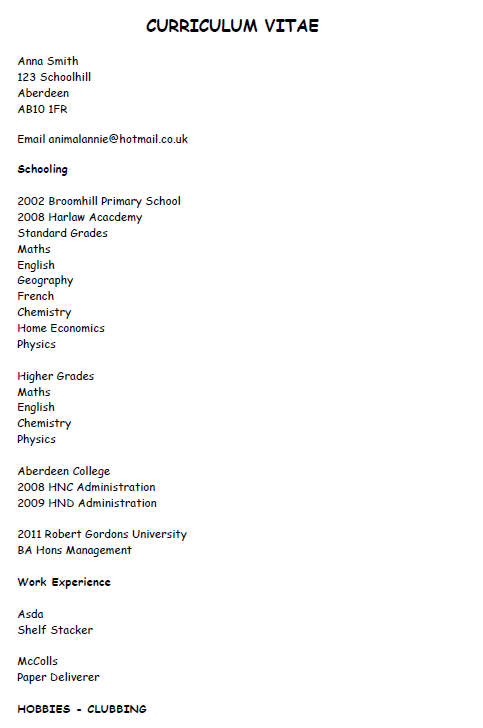 CURRICULUM VITAE
Anna Smith
123 Schoolhill
Aberdeen
AB10 1FR
Email animalannie@hotmail.co.uk
Schooling
2002 Broomhill Primary School
2008 Harlaw Acacdemy
Standard Grades
Maths
English
Geography
French
Chemistry
Home Economics
Physics
Higher Grades
Maths
English
Chemistry
Physics
Aberdeen College
2008 HNC Administration
2009 HND Administration
2011 Robert Gordons University
BA Hons Management
Work Experience
Asda
Shelf Stacker
McColls
Paper Deliverer
HOBBIES - CLUBBING